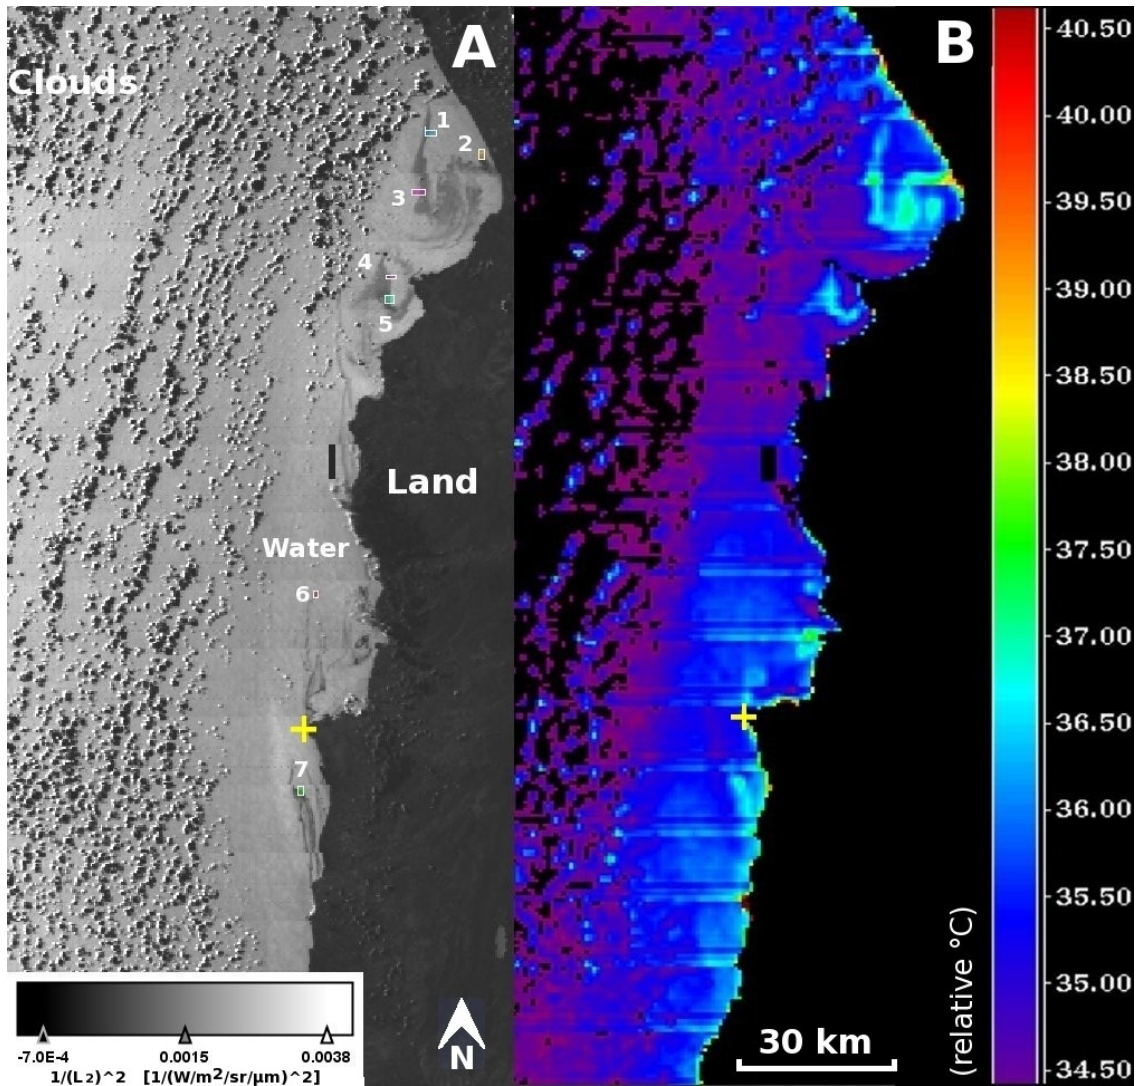 Clouds
A
1
2
3
4
5
Land
Water
6
7
N
-7.0E-4 0.0015 0.0038
1/(L2)^2 [1/(W/m2/sr/μm)^2]
B
30 km
(relative °C)
40.50
40.00
39.50
39.00
38.50
38.00
37.50
37.00
36.50
36.00
35.50
35.00
34.50